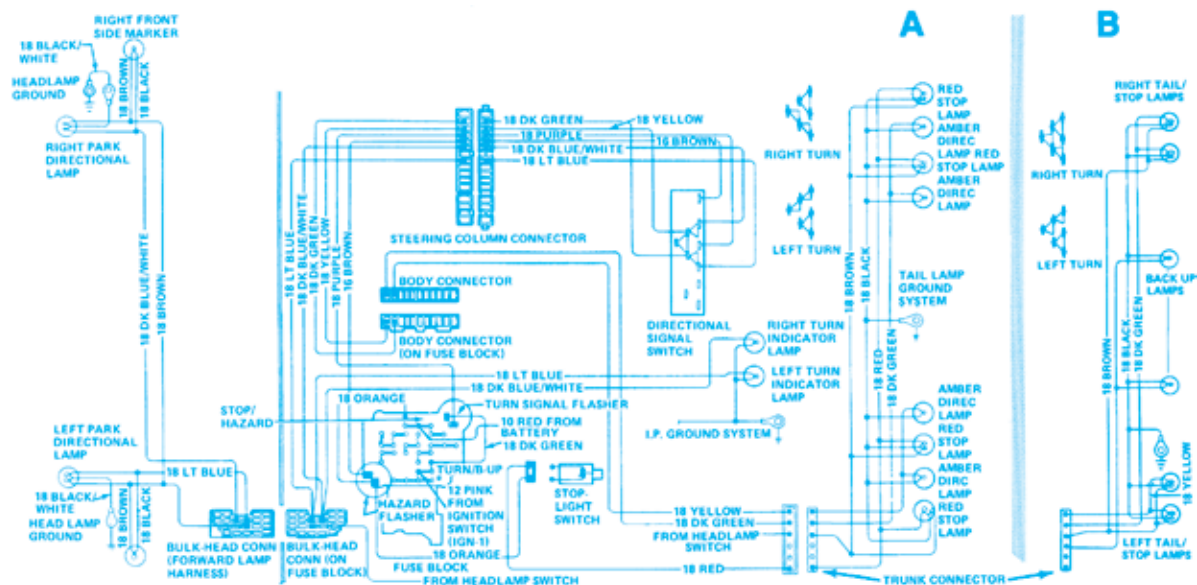 RIGHT FRONT
SIDE MARKER
18 BLACK/
WHITE
HEADLAMP
GROUND
18 BROWN
18 BLACK
RIGHT PARK
DIRECTIONAL
LAMP
18 DK BLUE/WHITE
18 BROWN
LEFT PARK
DIRECTIONAL
LAMP
18 LT BLUE
18 BLACK/
WHITE
HEAD LAMP
GROUND
18 BROWN
18 BLACK
BULK-HEAD CONN
(FORWARD LAMP
HARNESS)
BULK-HEAD
CONN (ON
FUSE BLOCK)
18 DK GREEN
18 YELLOW
18 PURPLE
16 BROWN
18 DK BLUE/WHITE
18 LT BLUE
STEERING COLUMN CONNECTOR
18 LT BLUE
18 DK BLUE/WHITE
18 DK GREEN
18 YELLOW
18 PURPLE
16 BROWN
BODY CONNECTOR
BODY CONNECTOR
(ON FUSE BLOCK)
DIRECTIONAL
SIGNAL
SWITCH
18 LT BLUE
18 DK BLUE/WHITE
RIGHT TURN
INDICATOR
LAMP
LEFT TURN
INDICATOR
LAMP
I.P. GROUND SYSTEM
STOP/
HAZARD
18 ORANGE
TURN SIGNAL FLASHER
10 RED FROM
BATTERY
18 DK GREEN
TURN/B-UP
12 PINK
FROM
IGNITION
SWITCH
(IGN-1)
HAZARD
FLASHER
STOP-
LIGHT
SWITCH
18 ORANGE
FUSE BLOCK
FROM HEADLAMP SWITCH
18 YELLOW
18 DK GREEN
FROM HEADLAMP
SWITCH
18 RED
A
RIGHT TURN
LEFT TURN
RED
STOP
LAMP
AMBER
DIREC
LAMP RED
STOP LAMP
AMBER
DIREC
LAMP
18 BROWN
18 BLACK
TAIL LAMP
GROUND
SYSTEM
18 RED
18 DK GREEN
AMBER
DIREC
LAMP
RED
STOP
LAMP
AMBER
DIRC
LAMP
RED
STOP
LAMP
TRUNK CONNECTOR
B
RIGHT TAIL/
STOP LAMPS
RIGHT TURN
LEFT TURN
BACK UP
LAMPS
18 BROWN
18 BLACK
18 DK GREEN
18 YELLOW
LEFT TAIL/
STOP LAMPS